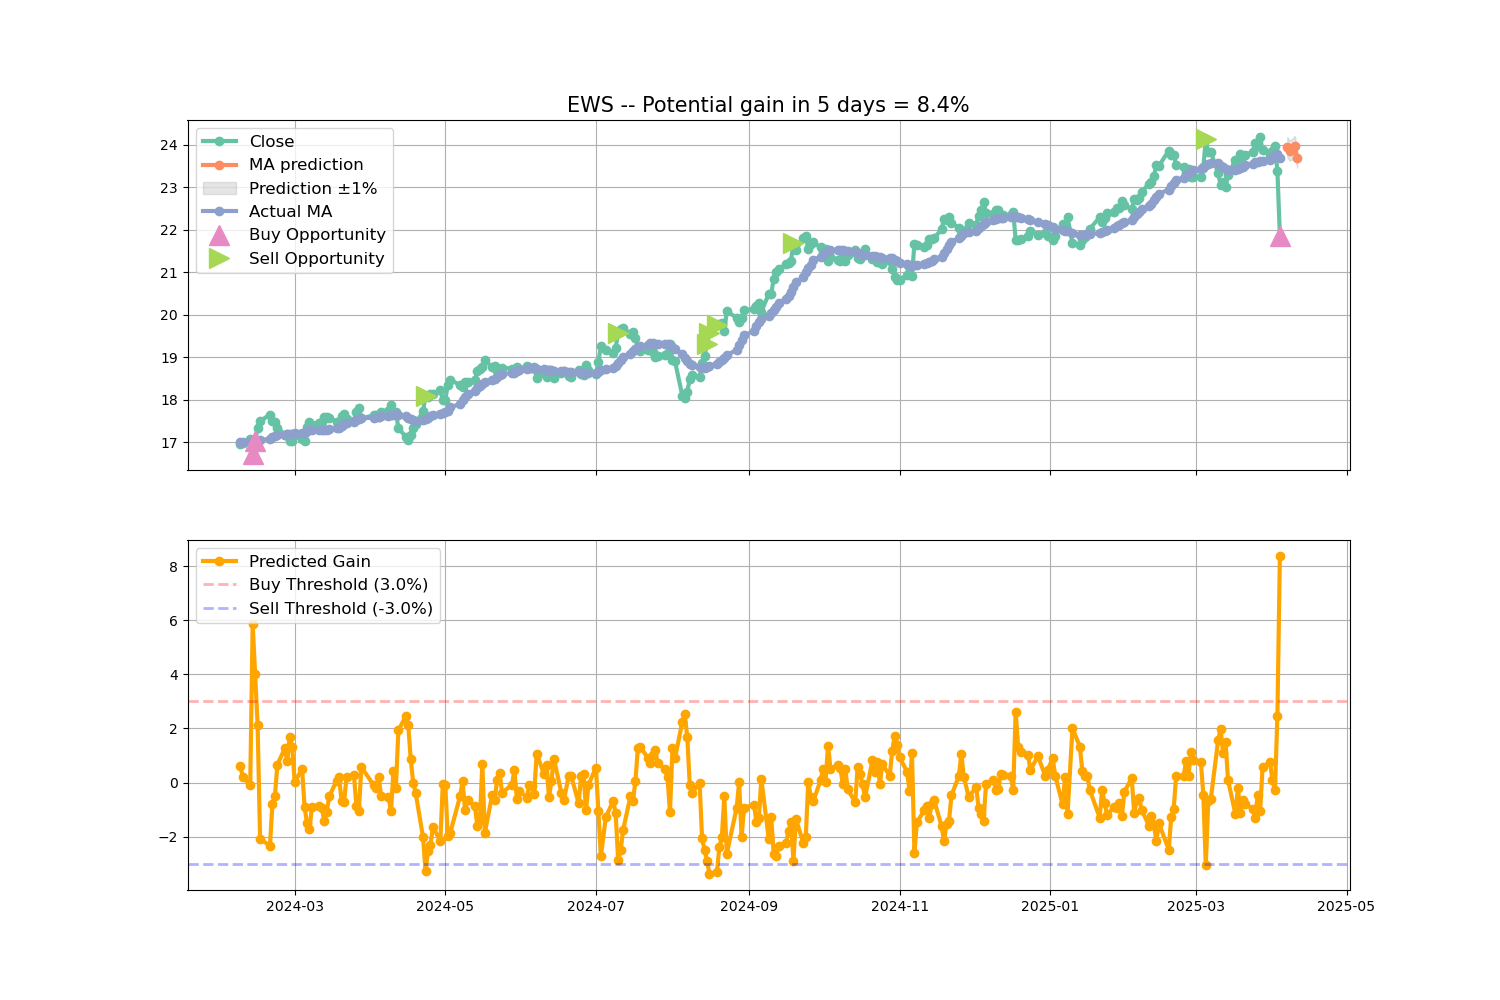 EWS -- Potential gain in 5 days = 8.4%
24
23
22
21
20
19
18
17
Close
MA prediction
Prediction ±1%
Actual MA
Buy Opportunity
Sell Opportunity
8
6
4
2
0
−2
Predicted Gain
Buy Threshold (3.0%)
Sell Threshold (-3.0%)
2024-03
2024-05
2024-07
2024-09
2024-11
2025-01
2025-03
2025-05